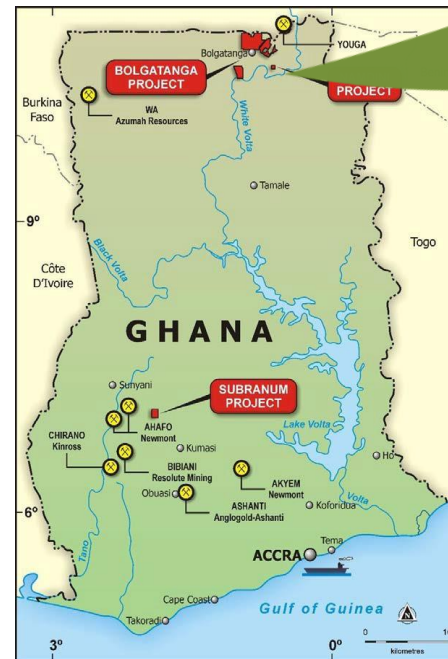 YOUGA
Bolgatanga
BOLGATANGA
PROJECT
PROJECT
Burkina
Faso
WA
Azumah Resources
White Volta
Tamale
9°
Togo
Black Volta
Côte
D'Ivoire
GHANA
Sunyani
SUBRANUM
PROJECT
AHAFO
Newmont
Lake Volta
CHIRANO
Kinross
Kumasi
BIBIANI
Resolute Mining
Ho
AKYEM
Newmont
Obuasi
Volta
ASHANTI
Anglogold-Ashanti
Koforidua
6°
Tano
Tema
ACCRA
Cape Coast
Gulf of Guinea
Takoradi
0
kilometres
3°
0°